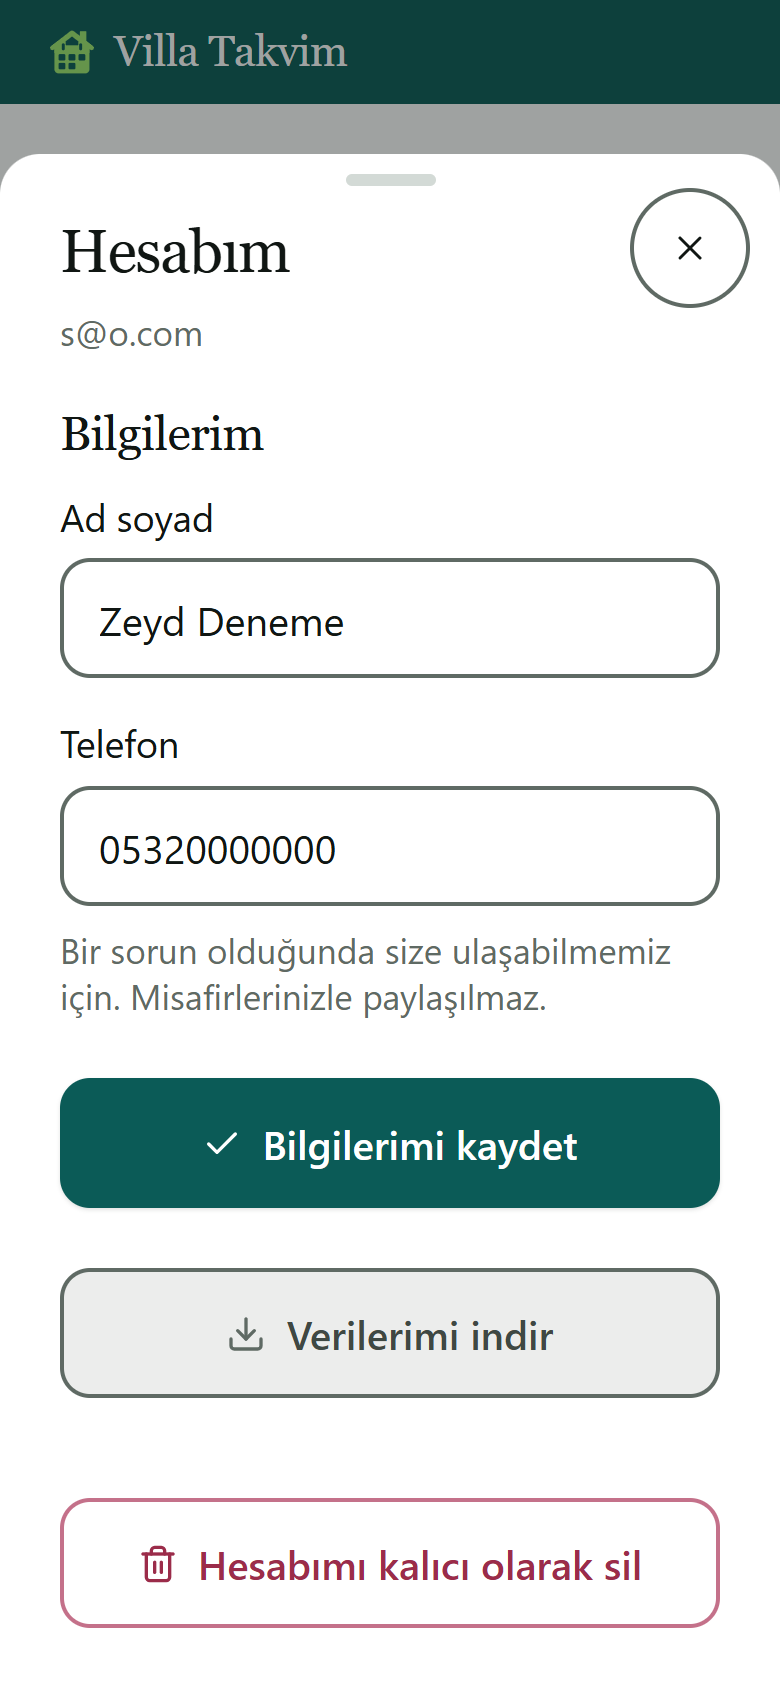 Villa Takvim
Hesabım
s@o.com
Bilgilerim
Ad soyad
Zeyd Deneme
Telefon
05320000000
Bir sorun olduğunda size ulaşabilmemiz
için. Misafirlerinizle paylaşılmaz.
Bilgilerimi kaydet
Verilerimi indir
Hesabımı kalıcı olarak sil